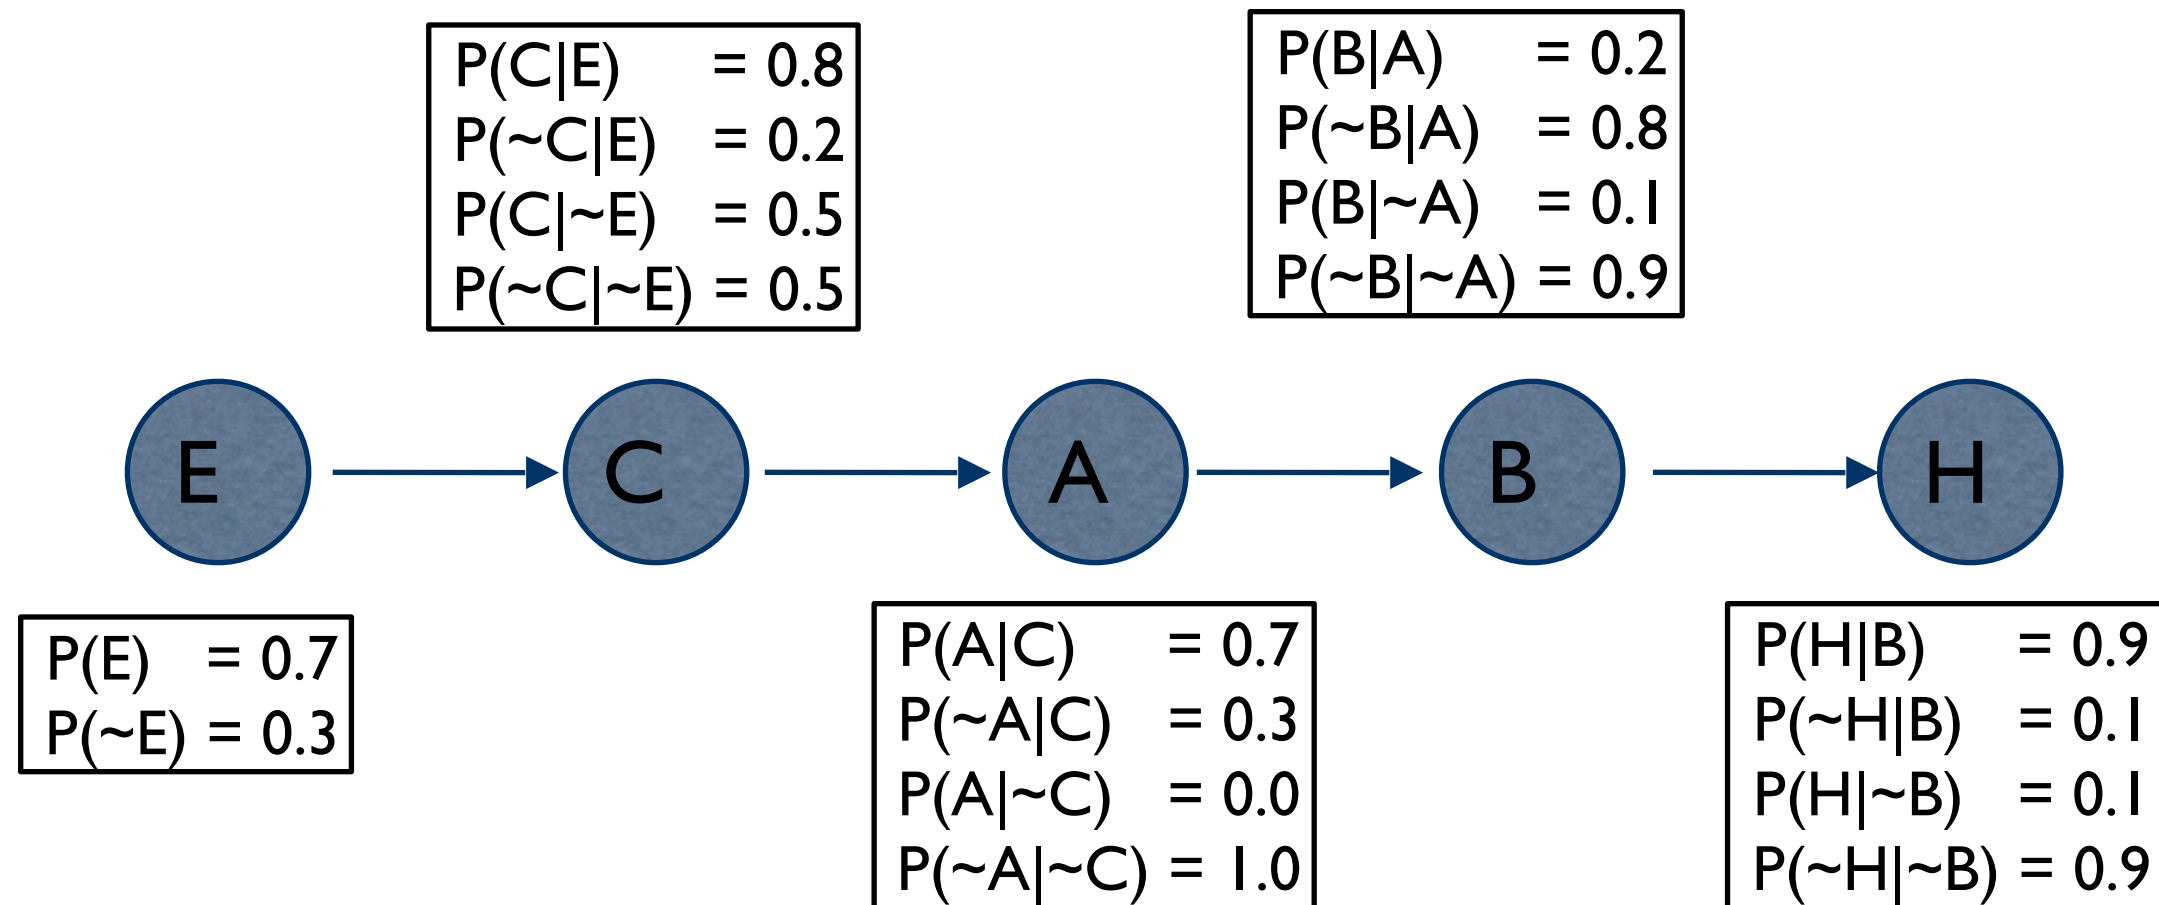 P(C|E) = 0.8
P(~C|E) = 0.2
P(C|~E) = 0.5
P(~C|~E) = 0.5
P(B|A) = 0.2
P(~B|A) = 0.8
P(B|~A) = 0.1
P(~B|~A) = 0.9
E
C
A
B
H
P(E) = 0.7
P(~E) = 0.3
P(A|C) = 0.7
P(~A|C) = 0.3
P(A|~C) = 0.0
P(~A|~C) = 1.0
P(H|B) = 0.9
P(~H|B) = 0.1
P(H|~B) = 0.1
P(~H|~B) = 0.9